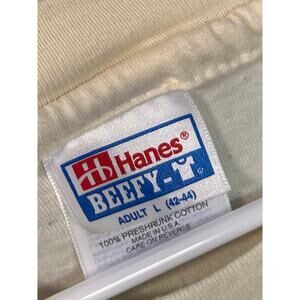 Hanes®
BEEFY-T
ADULT L (42-44)
100% PRESHRUNK COTTON
MADE IN U.S.A.
CARE ON REVERSE